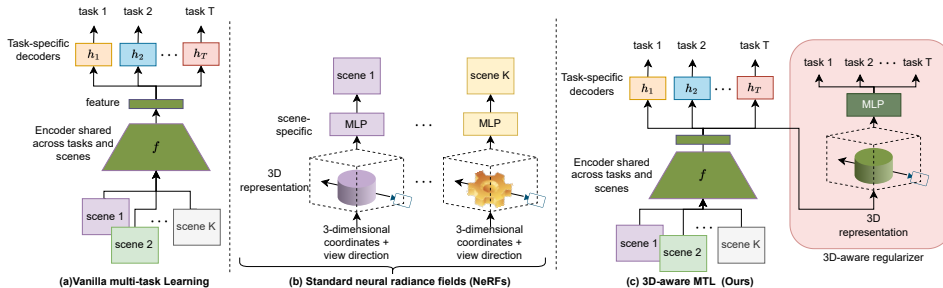 task 1 task 2 task T
Task-specific
decoders
h1 h2 ... hT
feature
Encoder shared
across tasks and
scenes
f
scene 1
...
scene 2
scene K
(a)Vanilla multi-task Learning
scene 1
scene K
scene-specific
MLP ... MLP
3D
representation
...
3-dimensional
coordinates +
view direction
3-dimensional
coordinates +
view direction
(b) Standard neural radiance fields (NeRFs)
task 1 task 2 task T
Task-specific
decoders
h1 h2 ... hT
Encoder shared
across tasks and
scenes
f
scene 1
...
scene 2
scene K
(c) 3D-aware MTL (Ours)
task 1 task 2 ... task T
MLP
3D
representation
3D-aware regularizer